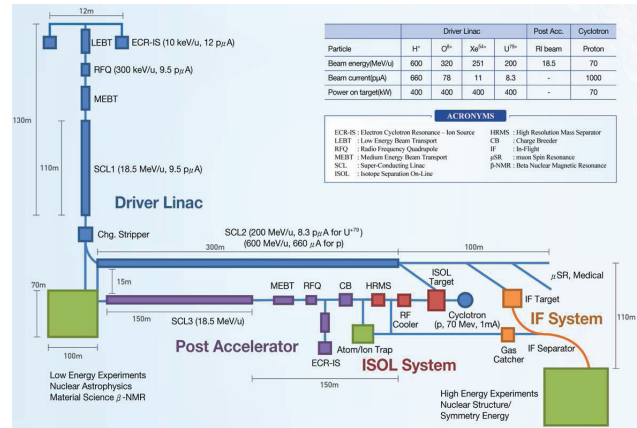 12m
LEBT
ECR-IS (10 keV/u, 12 pμA)
RFQ (300 keV/u, 9.5 pμA)
MEBT
130m
110m
SCL1 (18.5 MeV/u, 9.5 pμA)
Driver Linac
Chg. Stripper
Driver Linac Post Acc. Cyclotron
Particle H⁺ O⁸⁺ Xe⁵⁴⁺ U⁷⁹⁺ RI beam Proton
Beam energy(MeV/u) 600 320 251 200 18.5 70
Beam current(pμA) 660 78 11 8.3 - 1000
Power on target(kW) 400 400 400 400 - 70
ACRONYMS
ECR-IS : Electron Cyclotron Resonance – Ion Source
LEBT : Low Energy Beam Transport
RFQ : Radio Frequency Quadrupole
MEBT : Medium Energy Beam Transport
SCL : Super-Conducting Linac
ISOL : Isotope Separation On-Line
HRMS : High Resolution Mass Separator
CB : Charge Breeder
IF : In-Flight
μSR : muon Spin Resonance
β-NMR : Beta Nuclear Magnetic Resonance
SCL2 (200 MeV/u, 8.3 pμA for U⁺⁷⁹)
(600 MeV/u, 660 μA for p)
300m
100m
70m
15m
MEBT
RFQ
CB
HRMS
ISOL
Target
μSR, Medical
IF Target
150m
SCL3 (18.5 MeV/u)
RF
Cooler
Cyclotron
(p, 70 Mev, 1mA)
IF System
110m
100m
Post Accelerator
ECR-IS
Atom/Ion Trap
ISOL System
Gas
Catcher
IF Separator
150m
Low Energy Experiments
Nuclear Astrophysics
Material Science β-NMR
High Energy Experiments
Nuclear Structure/
Symmetry Energy